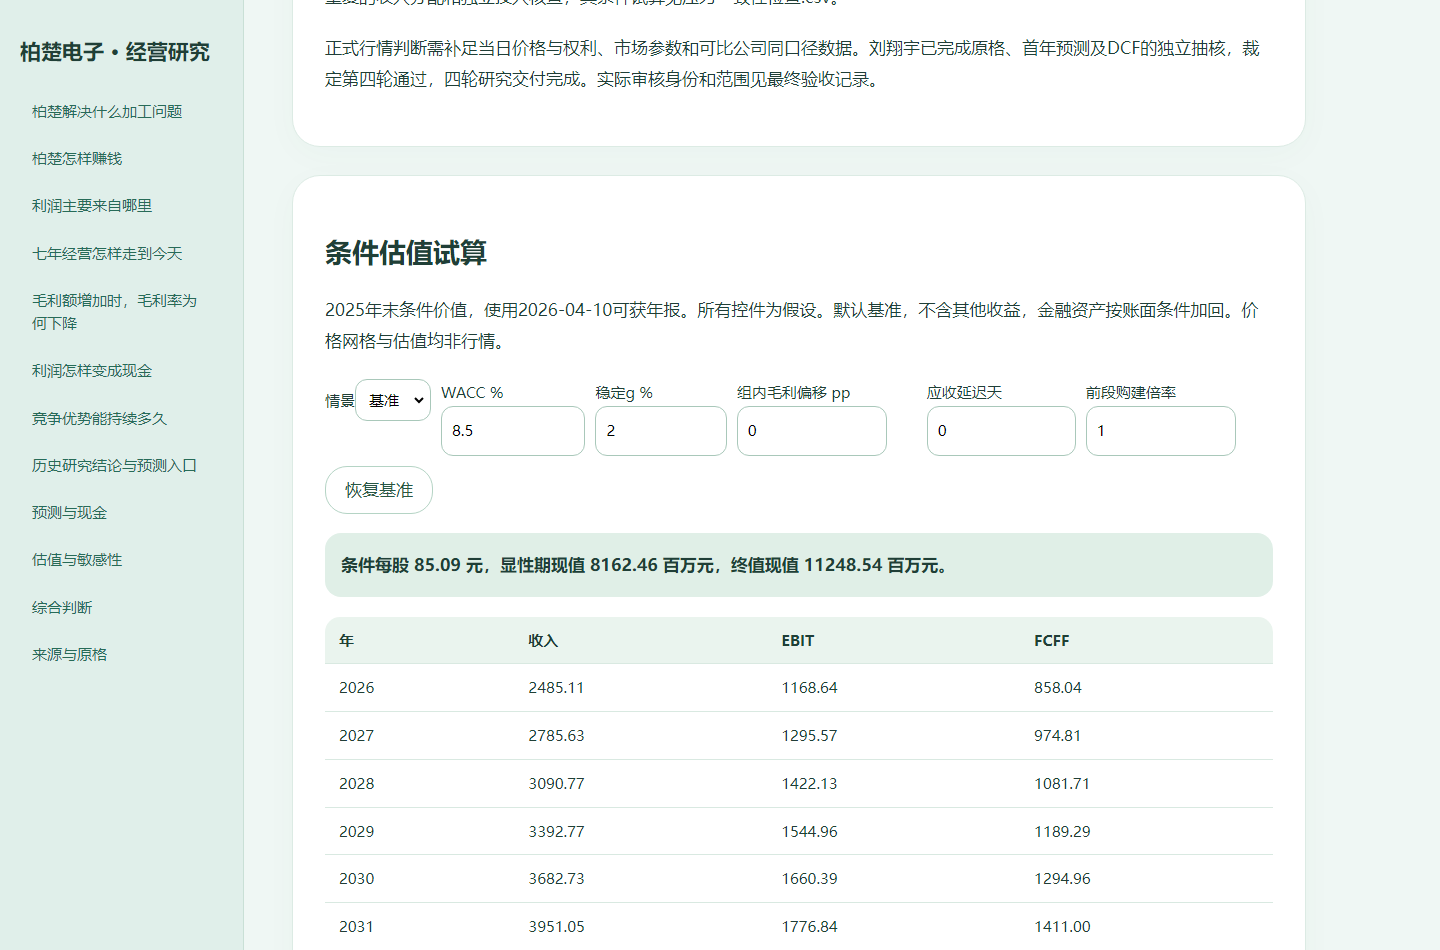 柏楚电子·经营研究
柏楚解决什么加工问题
柏楚怎样赚钱
利润主要来自哪里
七年经营怎样走到今天
毛利额增加时，毛利率为
何下降
利润怎样变成现金
竞争优势能持续多久
历史研究结论与预测入口
预测与现金
估值与敏感性
综合判断
来源与原格
正式行情判断需补足当日价格与权利、市场参数和可比公司同口径数据。刘翔宇已完成原格、首年预测及DCF的独立抽核，裁
定第四轮通过，四轮研究交付完成。实际审核身份和范围见最终验收记录。
条件估值试算
2025年末条件价值，使用2026-04-10可获年报。所有控件为假设。默认基准，不含其他收益，金融资产按账面条件加回。价
格网格与估值均非行情。
情景 基准 WACC % 稳定g % 组内毛利偏移 pp 应收延迟天 前段购建倍率
8.5 2 0 0 1
恢复基准
条件每股 85.09 元，显性期现值 8162.46 百万元，终值现值 11248.54 百万元。
年 收入 EBIT FCFF
2026 2485.11 1168.64 858.04
2027 2785.63 1295.57 974.81
2028 3090.77 1422.13 1081.71
2029 3392.77 1544.96 1189.29
2030 3682.73 1660.39 1294.96
2031 3951.05 1776.84 1411.00